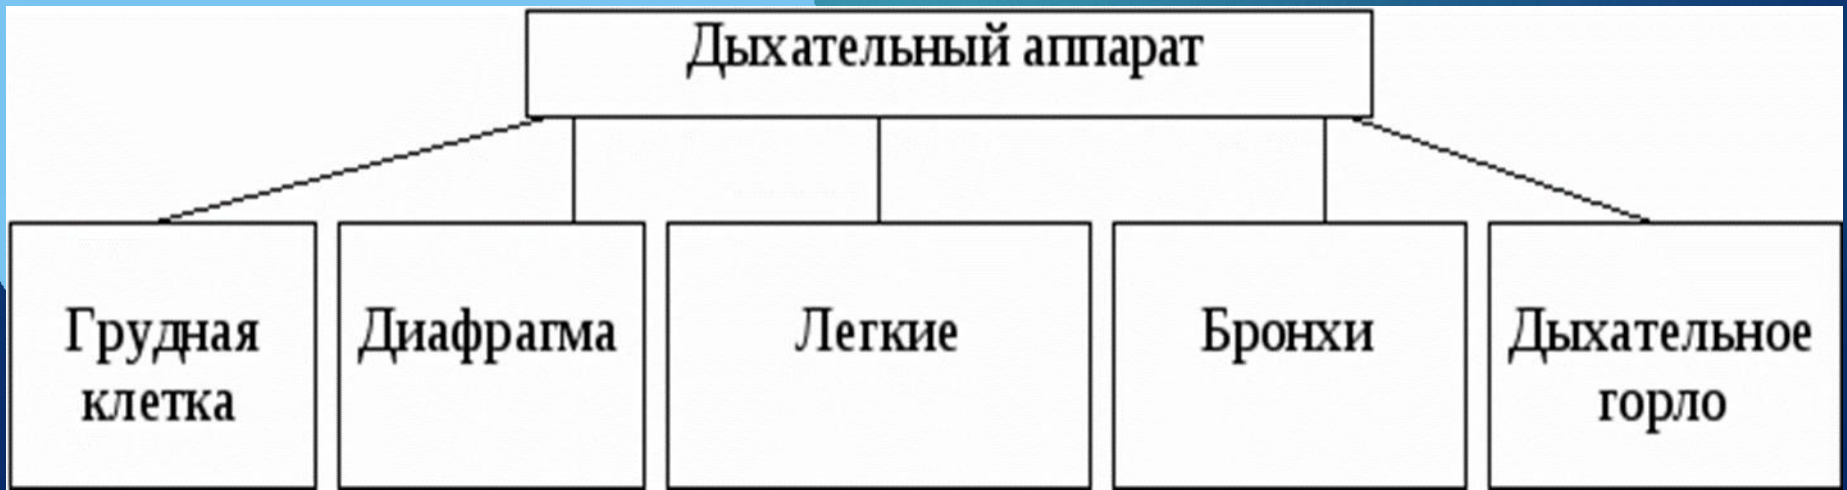 Дыхательный аппарат
Грудная
клетка
Диафрагма
Легкие
Бронхи
Дыхательное
горло